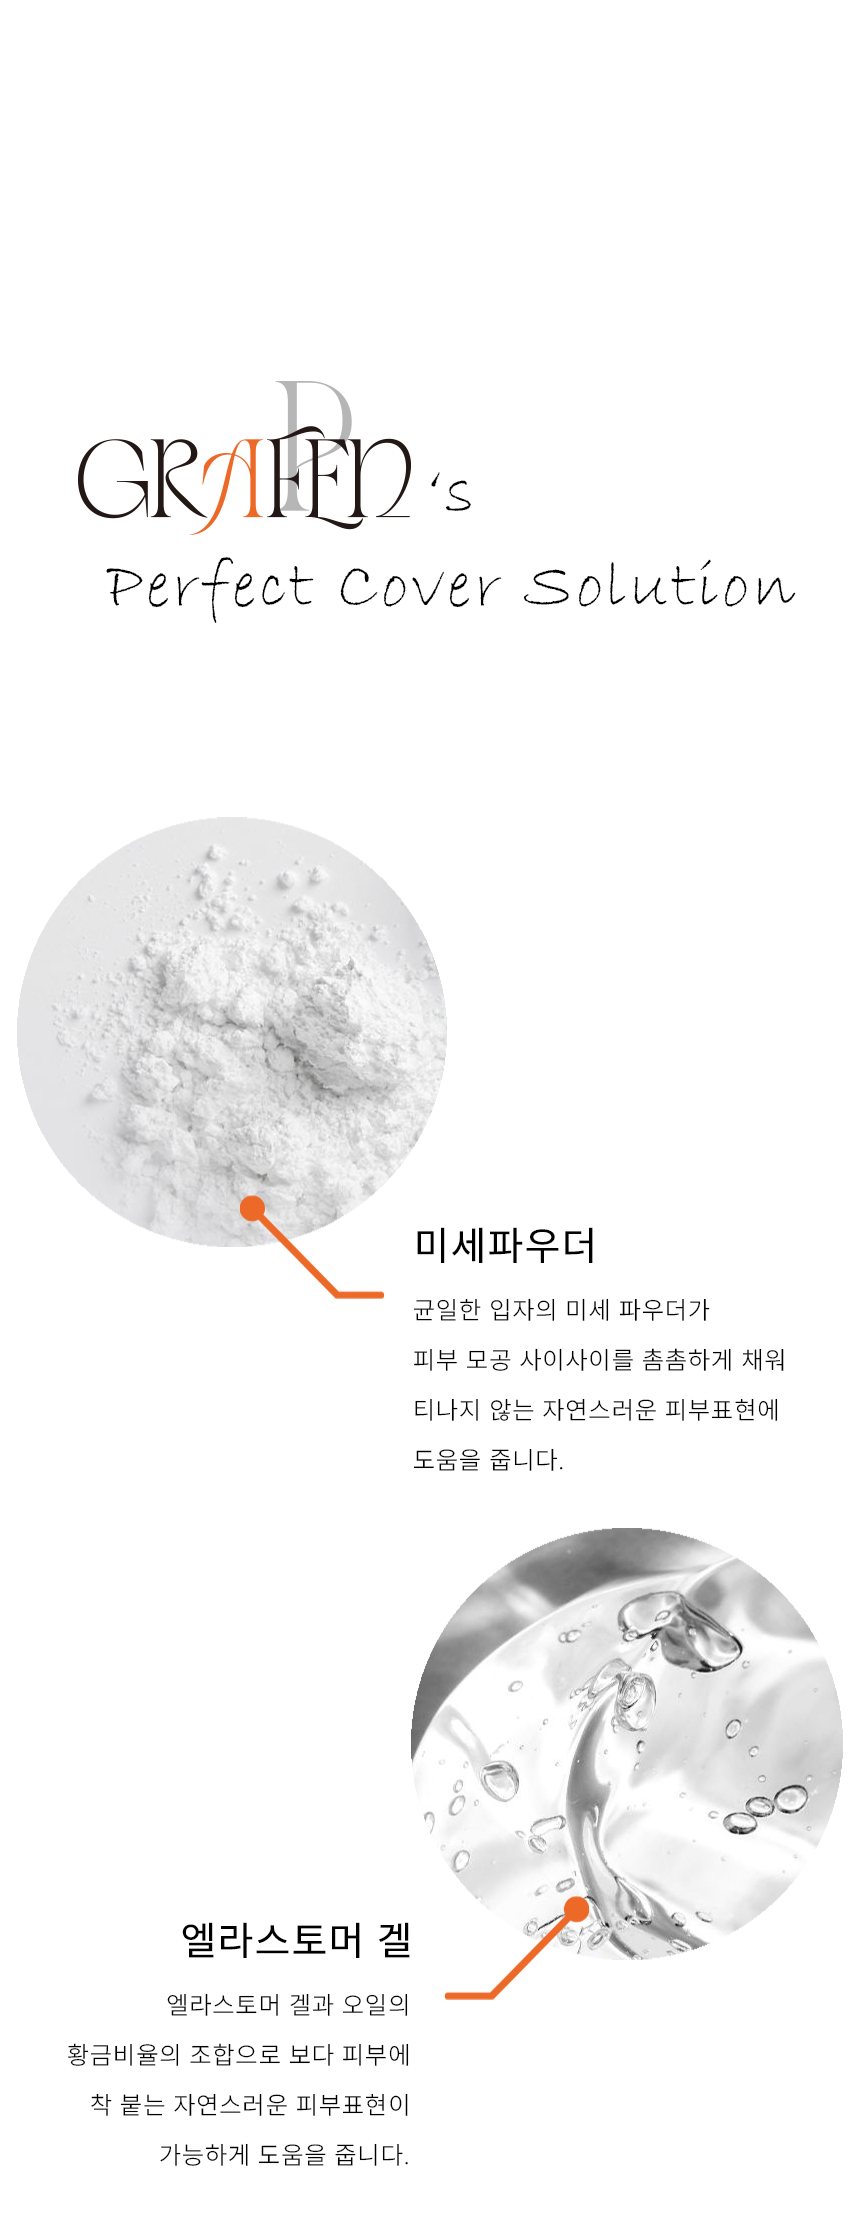 GRAFEN 's
Perfect Cover Solution
미세파우더
균일한 입자의 미세 파우더가
피부 모공 사이사이를 촘촘하게 채워
티나지 않는 자연스러운 피부표현에
도움을 줍니다.
엘라스토머 겔
엘라스토머 겔과 오일의
황금비율의 조합으로 보다 피부에
착 붙는 자연스러운 피부표현이
가능하게 도움을 줍니다.